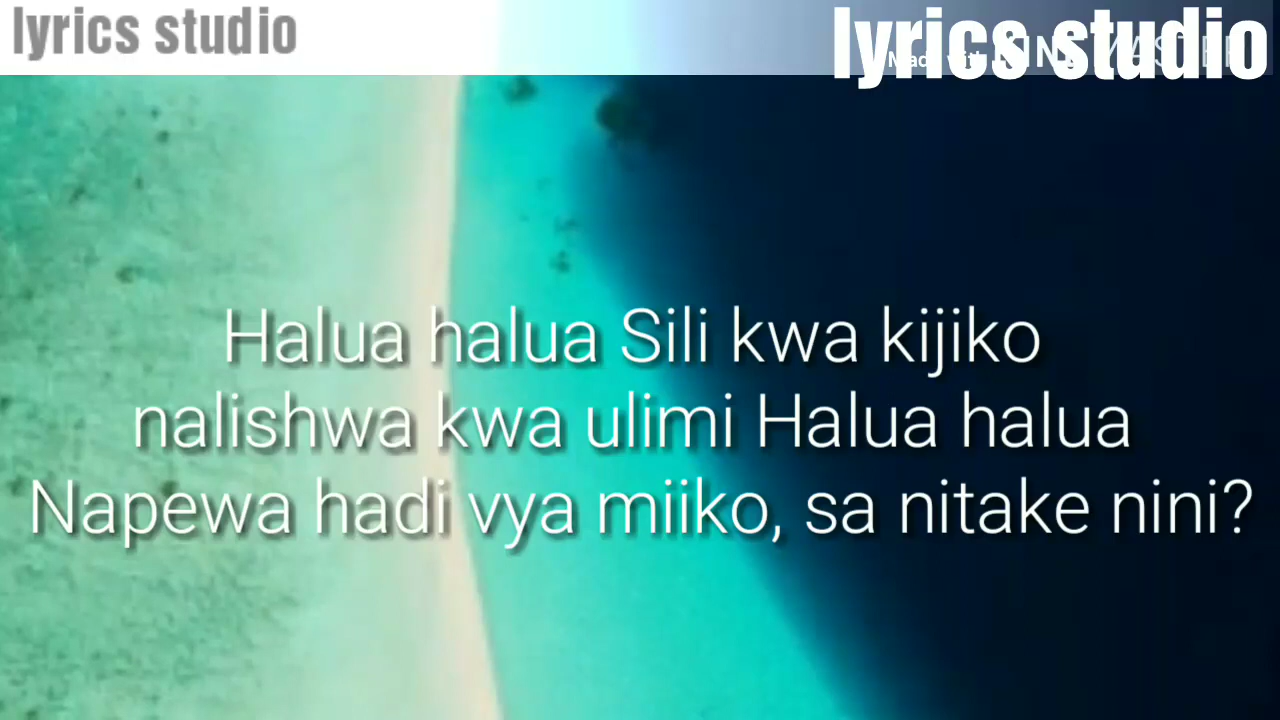 lyrics studio
lyrics studio
Halua halua Sili kwa kijiko
nalishwa kwa ulimi Halua halua
Napewa hadi vya miiko, sa nitake nini?